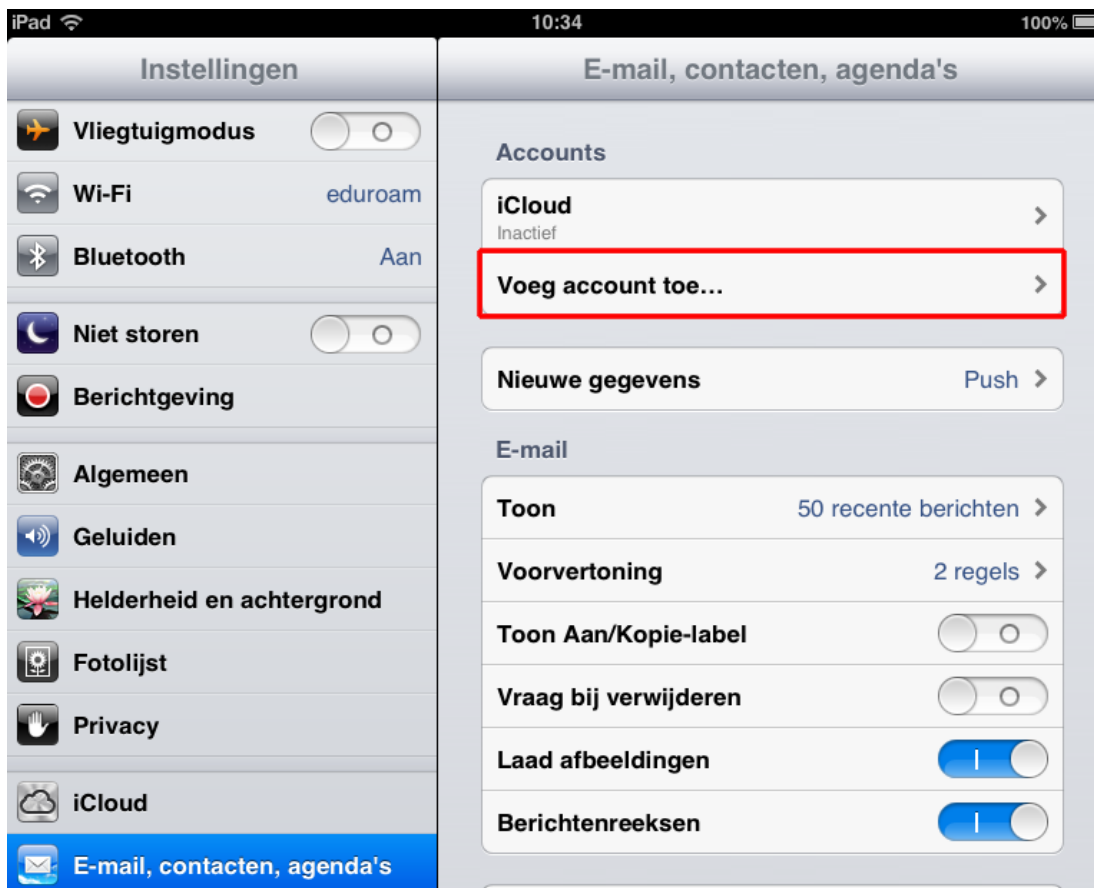 iPad 10:34 100%
Instellingen
Vliegtuigmodus
Wi-Fi eduroam
Bluetooth Aan
Niet storen
Berichtgeving
Algemeen
Geluiden
Helderheid en achtergrond
Fotolijst
Privacy
iCloud
E-mail, contacten, agenda's
E-mail, contacten, agenda's
Accounts
iCloud
Inactief
Voeg account toe...
Nieuwe gegevens Push
E-mail
Toon 50 recente berichten
Voorvertoning 2 regels
Toon Aan/Kopie-label
Vraag bij verwijderen
Laad afbeeldingen
Berichtenreeksen